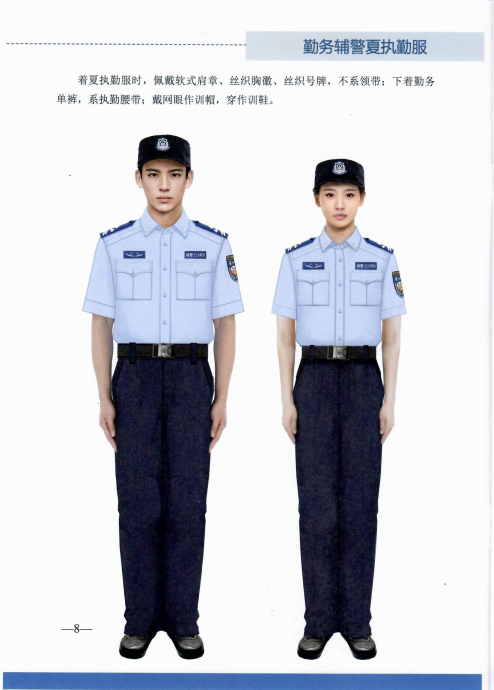 勤务辅警夏执勤服
着夏执勤服时，佩戴软式肩章、丝织胸徽、丝织号牌，不系领带；下着勤务
单裤，系执勤腰带；戴网眼作训帽，穿作训鞋。
—8—